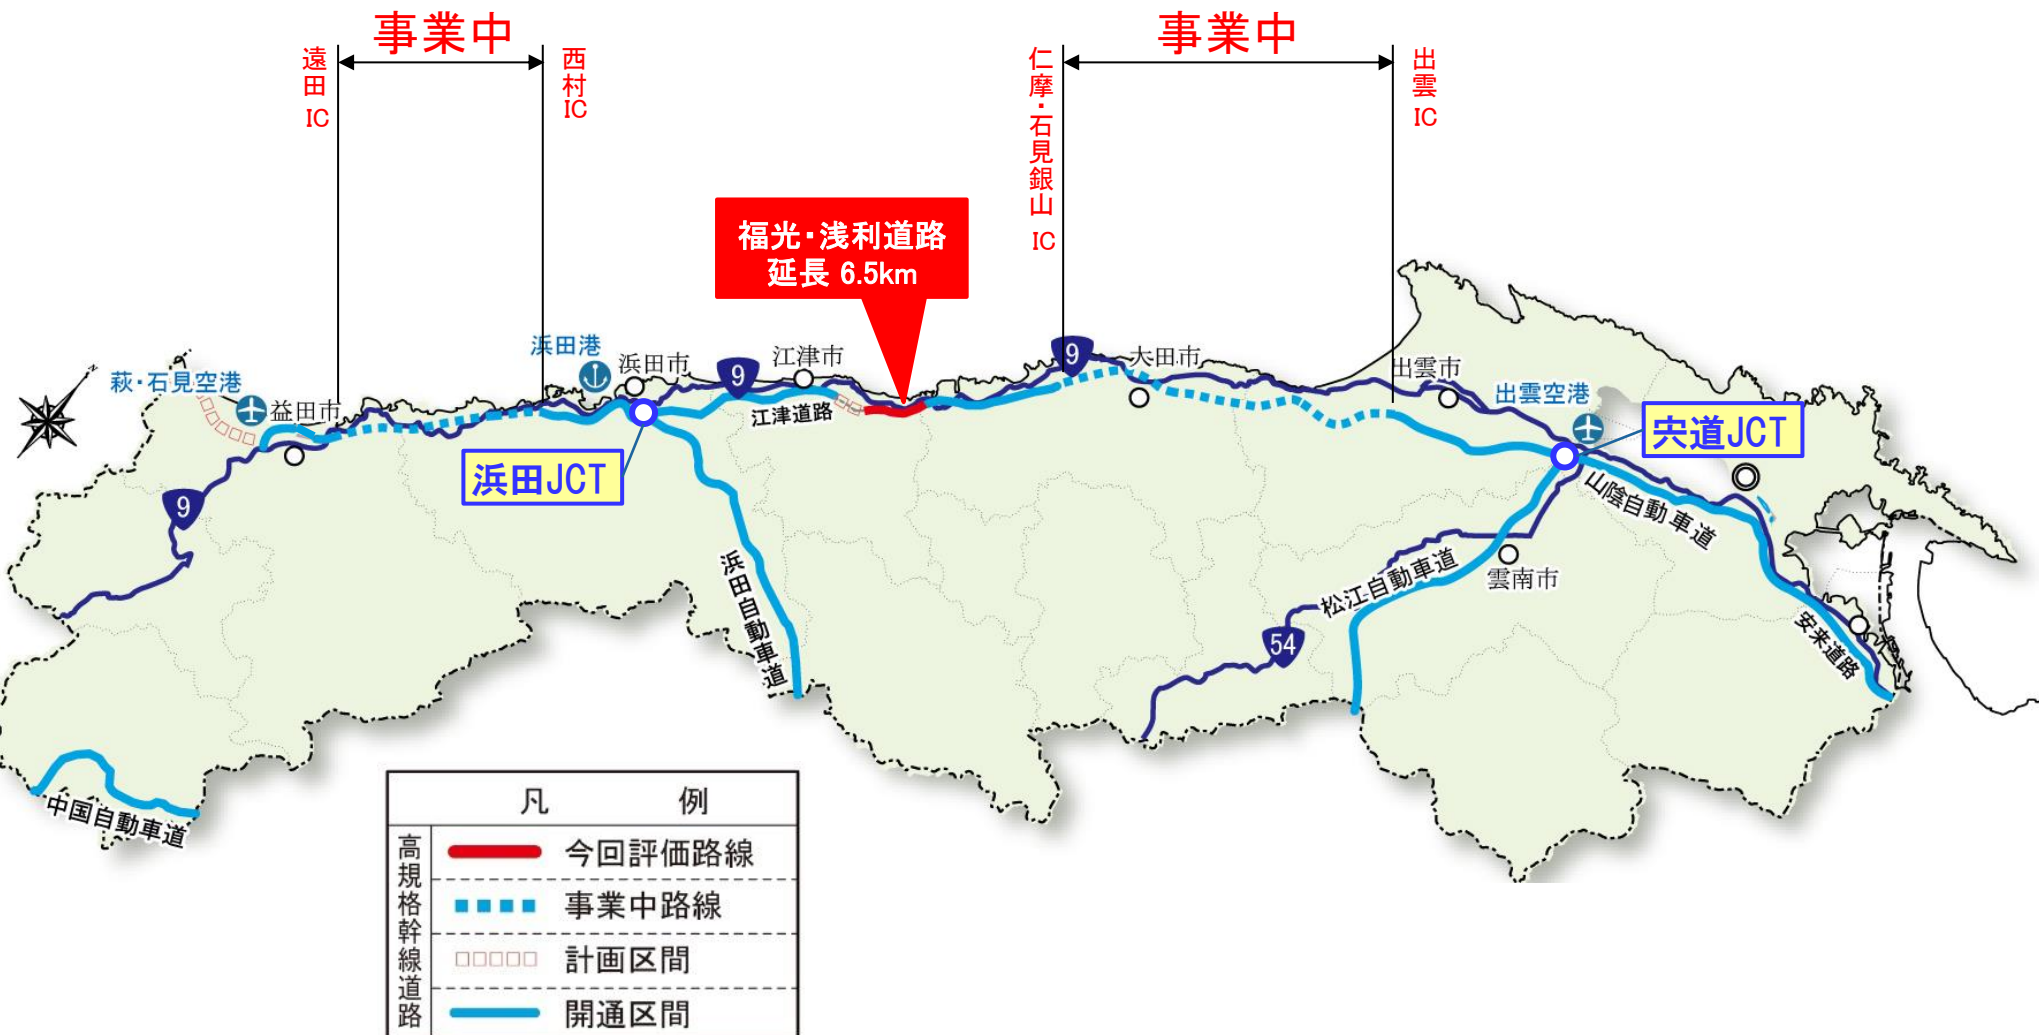 事業中
事業中
遠田IC
西村IC
仁摩・石見銀山IC
出雲IC
福光・浅利道路
延長 6.5km
浜田港
浜田市
9
江津市
9
大田市
出雲市
出雲空港
萩・石見空港
益田市
江津道路
宍道JCT
浜田JCT
9
山陰自動車道
浜田自動車道
松江自動車道
雲南市
54
安来道路
中国自動車道
N
凡例
高規格幹線道路
今回評価路線
事業中路線
計画区間
開通区間